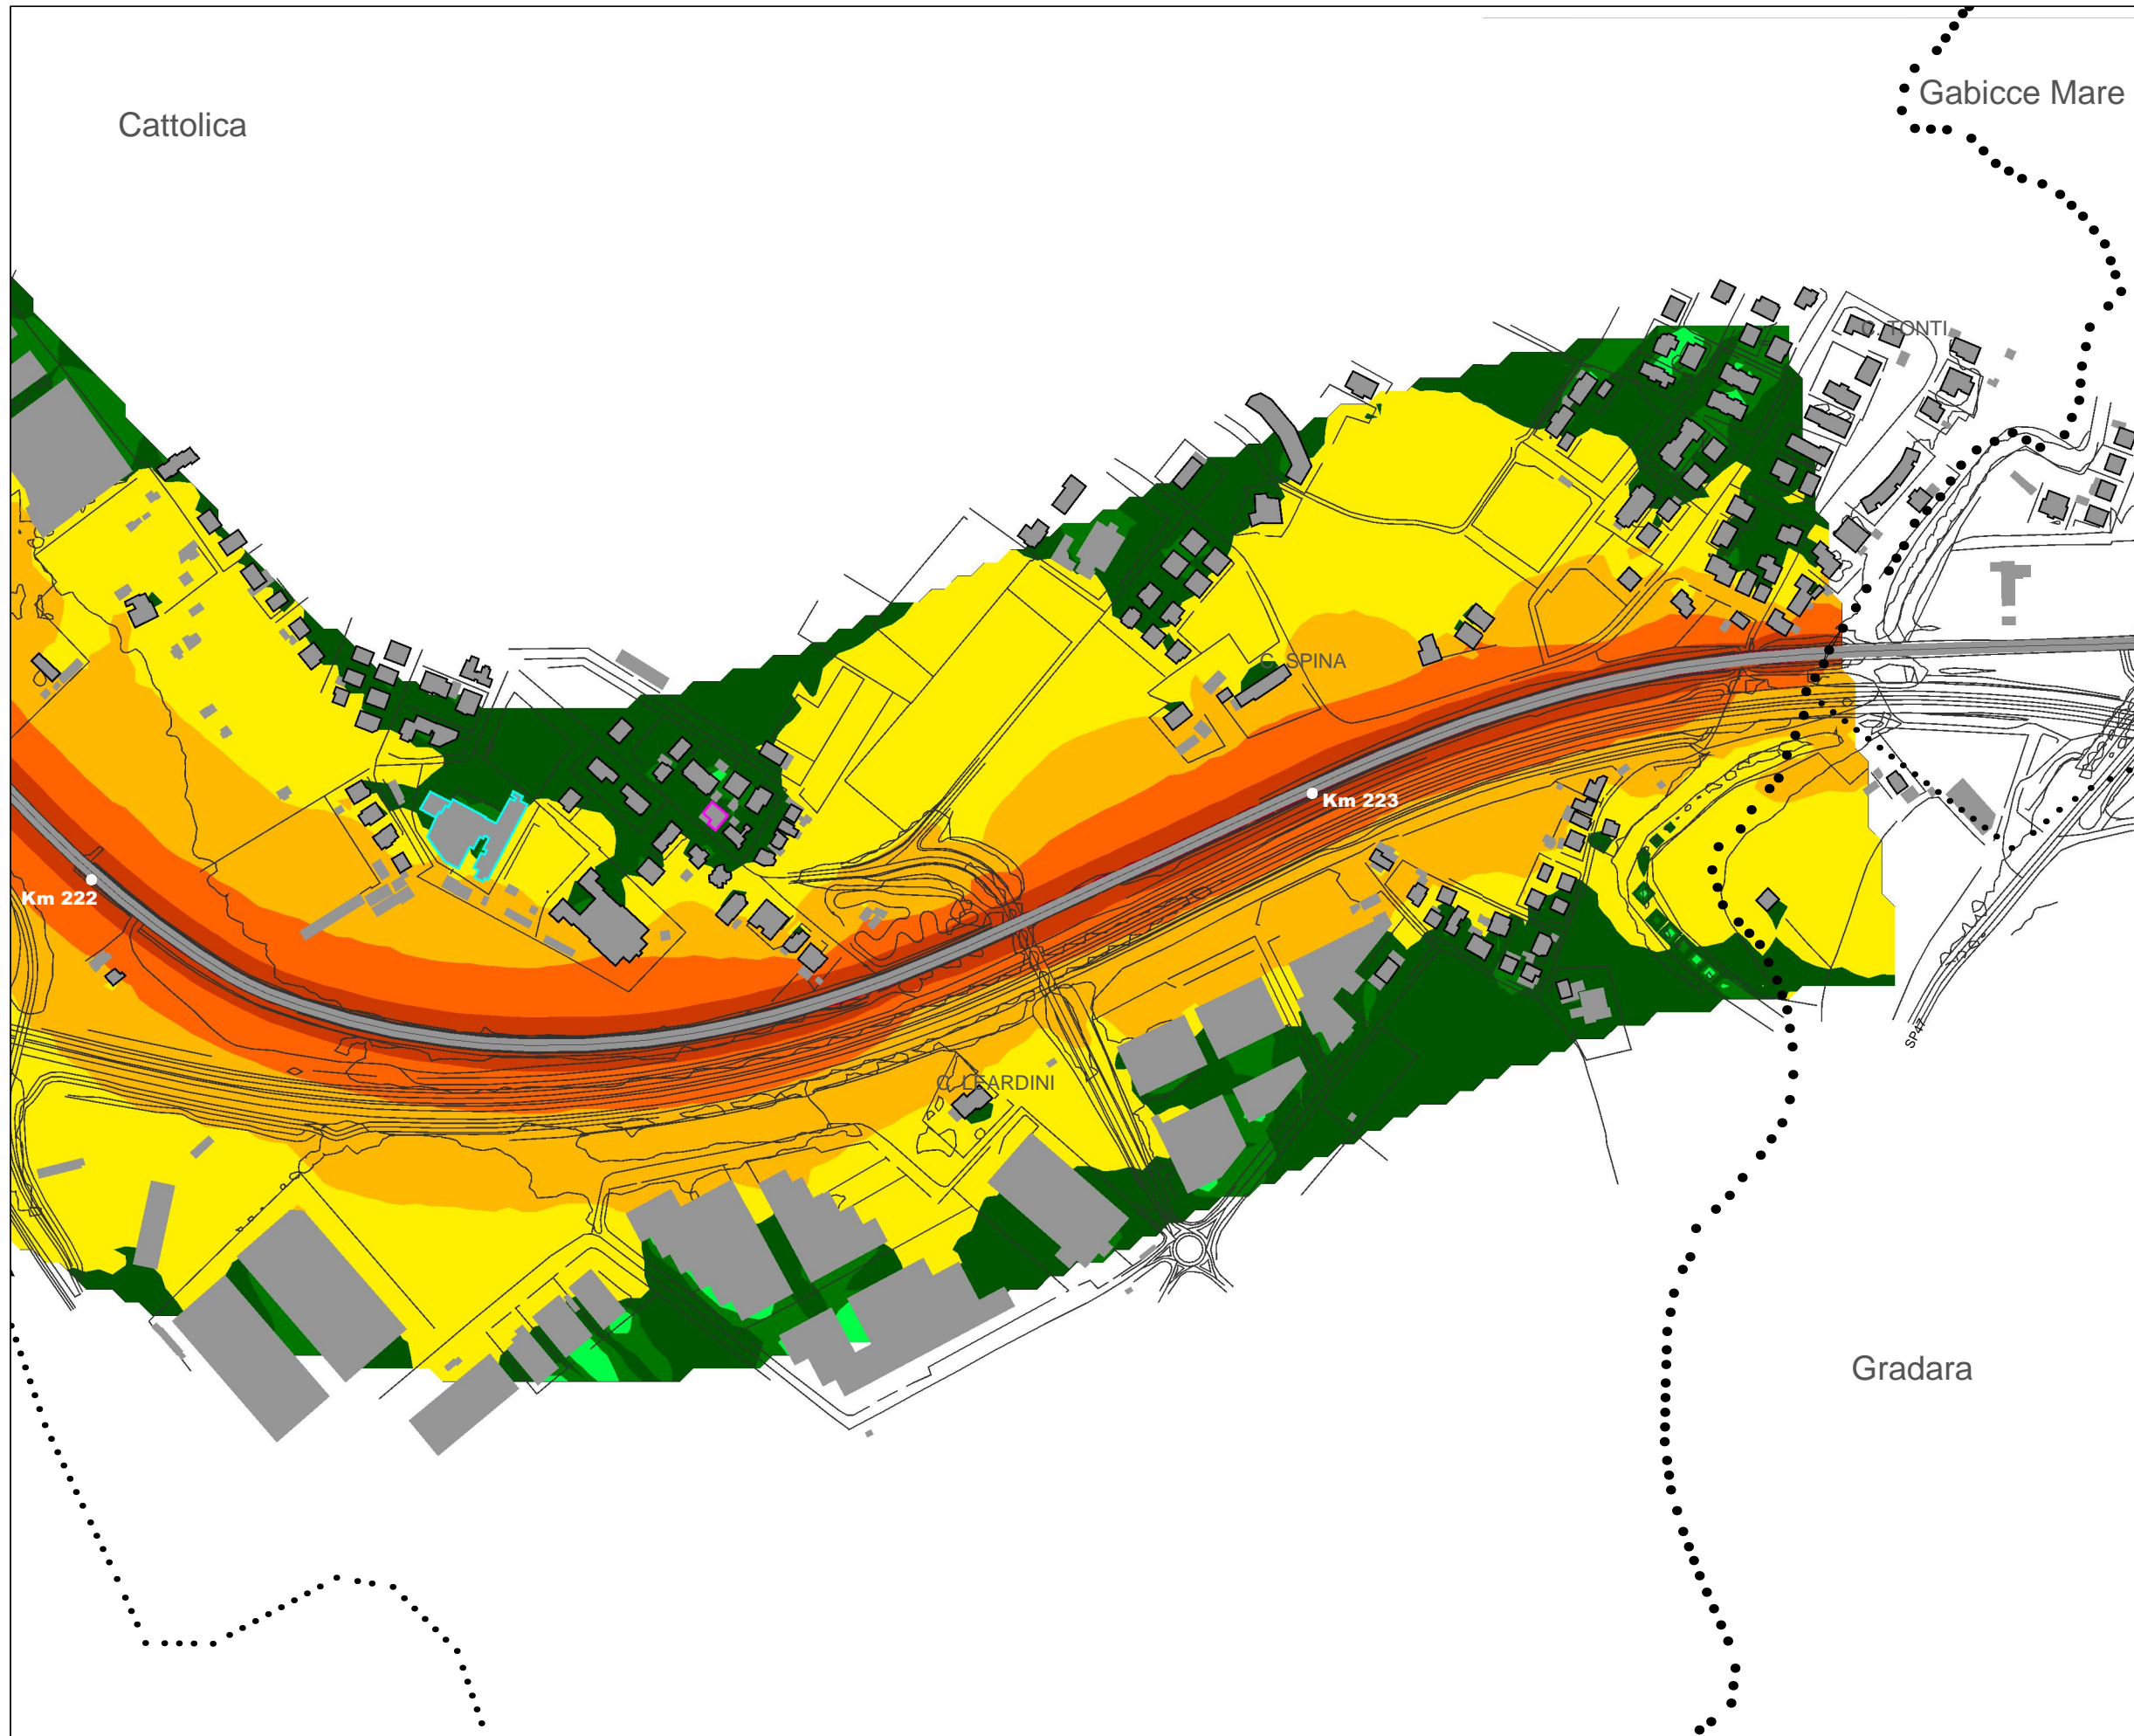 Gabicce Mare
Cattolica
C. TONTI
C. SPINA
Km 223
Km 222
SP47
C. LEARDINI
Gradara